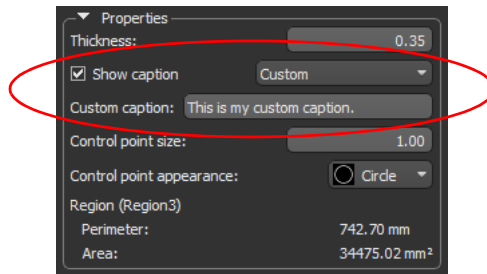 Properties
Thickness: 0.35
Show caption Custom
Custom caption: This is my custom caption.
Control point size: 1.00
Control point appearance: Circle
Region (Region3)
Perimeter: 742.70 mm
Area: 34475.02 mm²